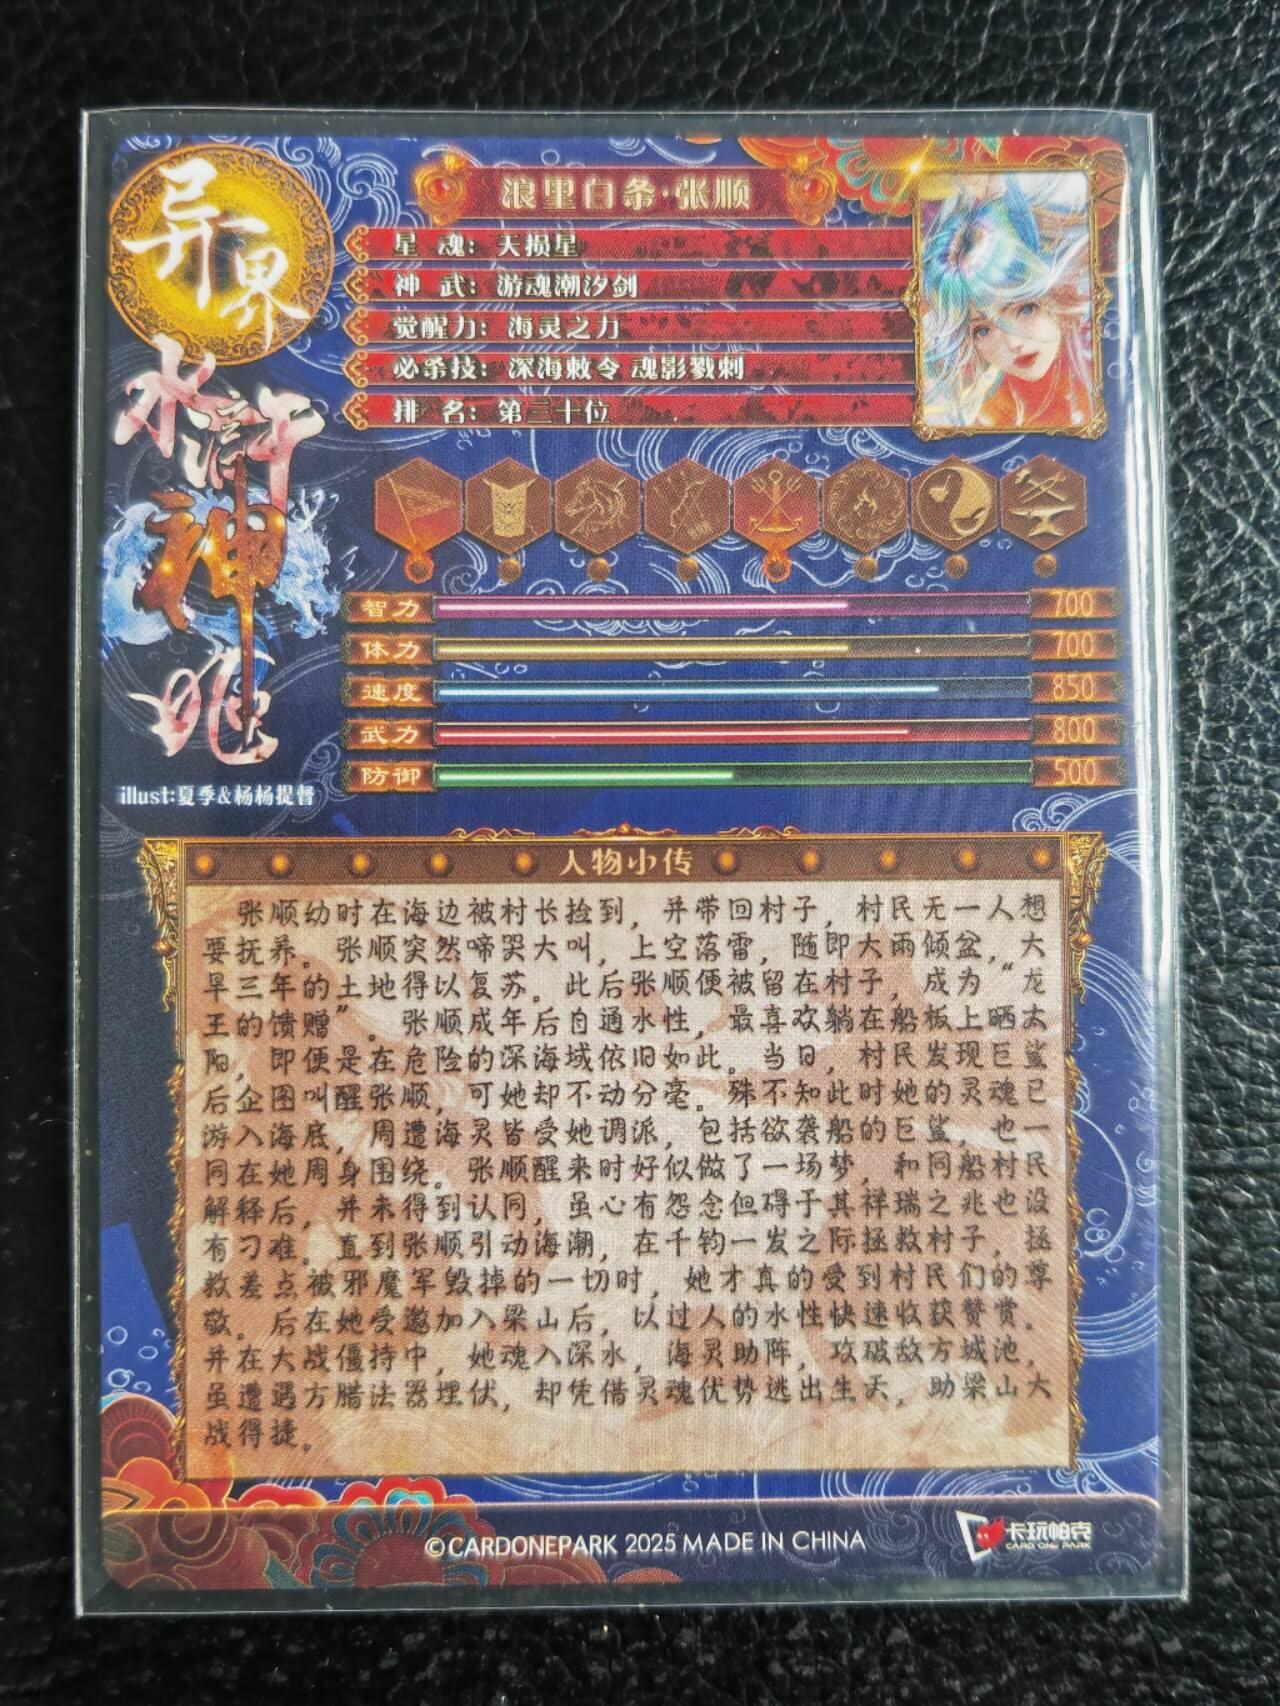 异界
水浒
神魂
illust:夏季&杨杨提督
浪里白条·张顺
星 魂：天损星
神 武：游魂潮汐剑
觉醒力：海灵之力
必杀技：深海敕令 魂影戮刺
排 名：第三十位
智力 700
体力 700
速度 850
武力 800
防御 500
人物小传
张顺幼时在海边被村长捡到，并带回村子，村民无一人想
要抚养。张顺突然啼哭大叫，上空落雷，随即大雨倾盆，大
旱三年的土地得以复苏。此后张顺便被留在村子，成为“龙
王的馈赠”。张顺成年后自通水性，最喜欢躺在船板上晒太
阳，即便是在危险的深海域依旧如此。当日，村民发现巨鲨
后企图叫醒张顺，可她却不动分毫。殊不知此时她的灵魂已
游入海底，周遭海灵皆受她调派，包括欲袭船的巨鲨，也一
同在她周身围绕。张顺醒来时好似做了一场梦，和同船村民
解释后，并未得到认同，虽心有怨念但碍于其祥瑞之兆也没
有刁难。直到张顺引动海潮，在千钧一发之际拯救村子，拯
救差点被邪魔军毁掉的一切时，她才真的受到村民们的尊
敬。后在她受邀加入梁山后，以过人的水性快速收获赞赏。
并在大战僵持中，她魂入深水，海灵助阵，攻破敌方城池，
虽遭遇方腊法器埋伏，却凭借灵魂优势逃出生天，助梁山大
战得捷。
©CARDONEPARK 2025 MADE IN CHINA
卡玩帕克
CARD ONE PARK